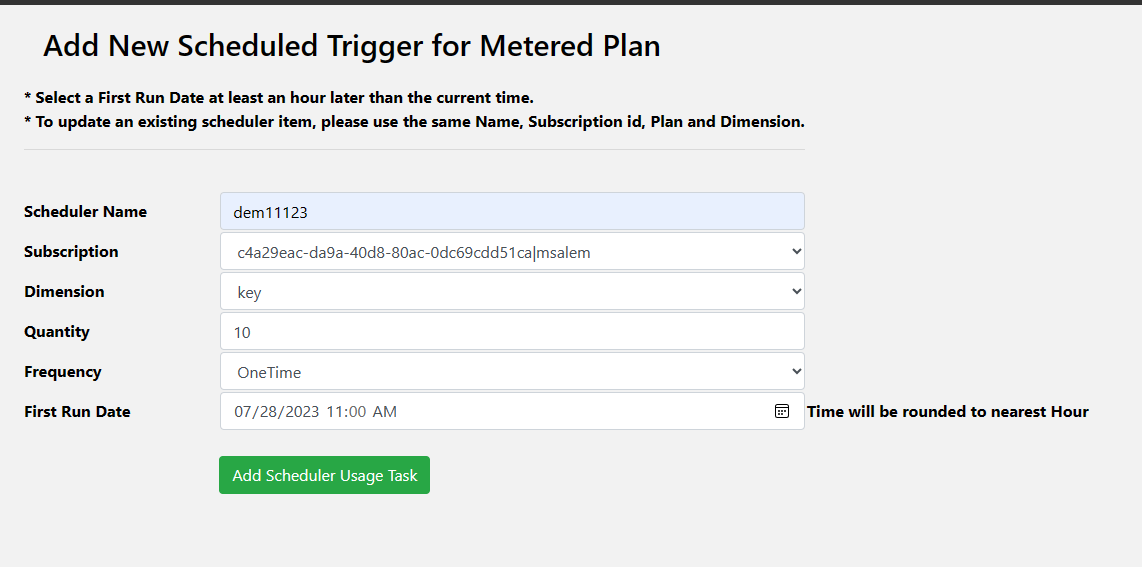 Add New Scheduled Trigger for Metered Plan
* Select a First Run Date at least an hour later than the current time.
* To update an existing scheduler item, please use the same Name, Subscription id, Plan and Dimension.
Scheduler Name dem11123
Subscription c4a29eac-da9a-40d8-80ac-0dc69cdd51ca|msalem
Dimension key
Quantity 10
Frequency OneTime
First Run Date 07/28/2023 11:00 AM Time will be rounded to nearest Hour
Add Scheduler Usage Task